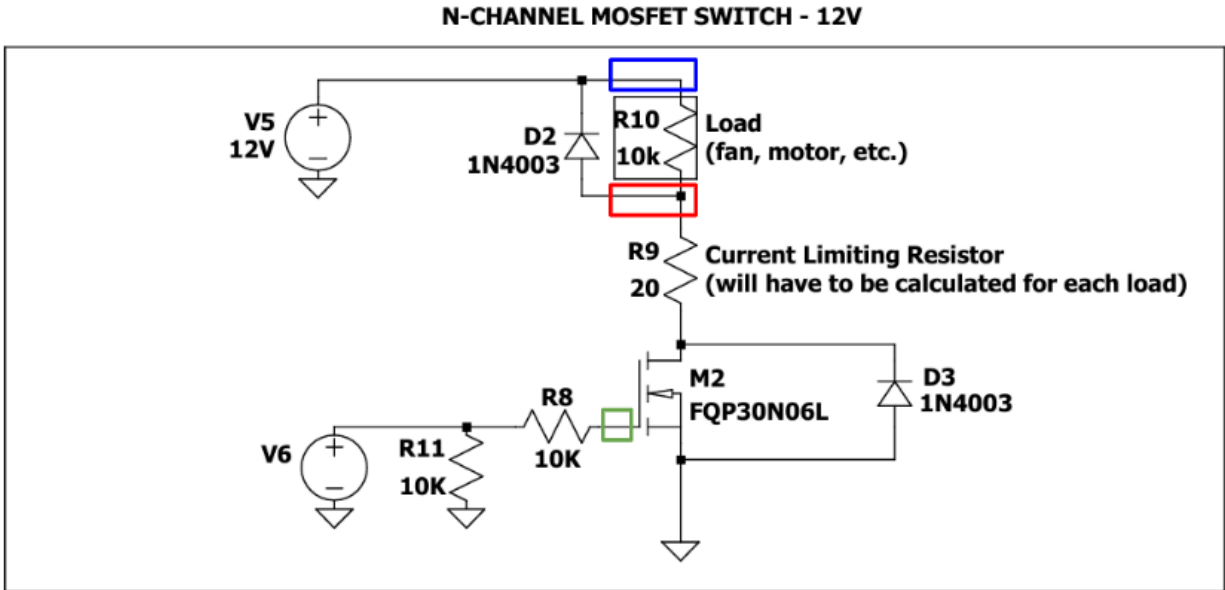 N-CHANNEL MOSFET SWITCH - 12V
V5
12V
D2
1N4003
R10
10k
Load
(fan, motor, etc.)
R9
20
Current Limiting Resistor
(will have to be calculated for each load)
M2
FQP30N06L
D3
1N4003
R8
10K
V6
R11
10K